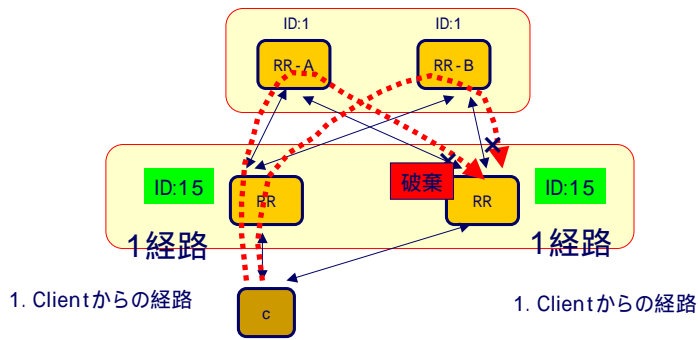 ID:1
ID:1
RR-A
RR-B
ID:15
RR
破棄
RR
ID:15
1経路
1経路
1. Clientからの経路
c
1. Clientからの経路